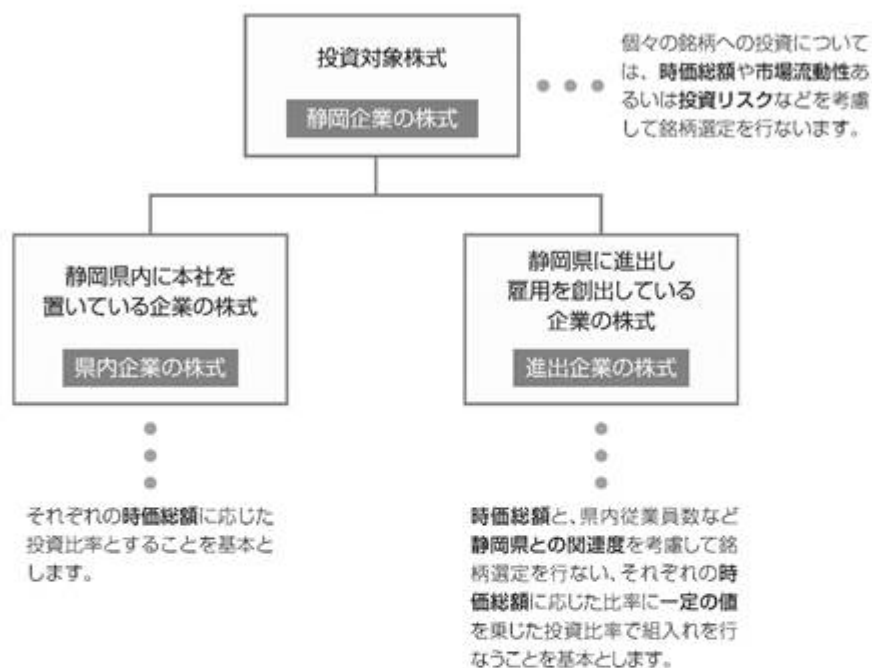 投資対象株式
静岡企業の株式
個々の銘柄への投資について
は、時価総額や市場流動性あ
るいは投資リスクなどを考慮
して銘柄選定を行ないます。
静岡県内に本社を
置いている企業の株式
県内企業の株式
それぞれの時価総額に応じた
投資比率とすることを基本と
します。
静岡県に進出し
雇用を創出している
企業の株式
進出企業の株式
時価総額と、県内従業員数など
静岡県との関連度を考慮して銘
柄選定を行ない、それぞれの時
価総額に応じた比率に一定の値
を乗じた投資比率で組入れを行
なうことを基本とします。